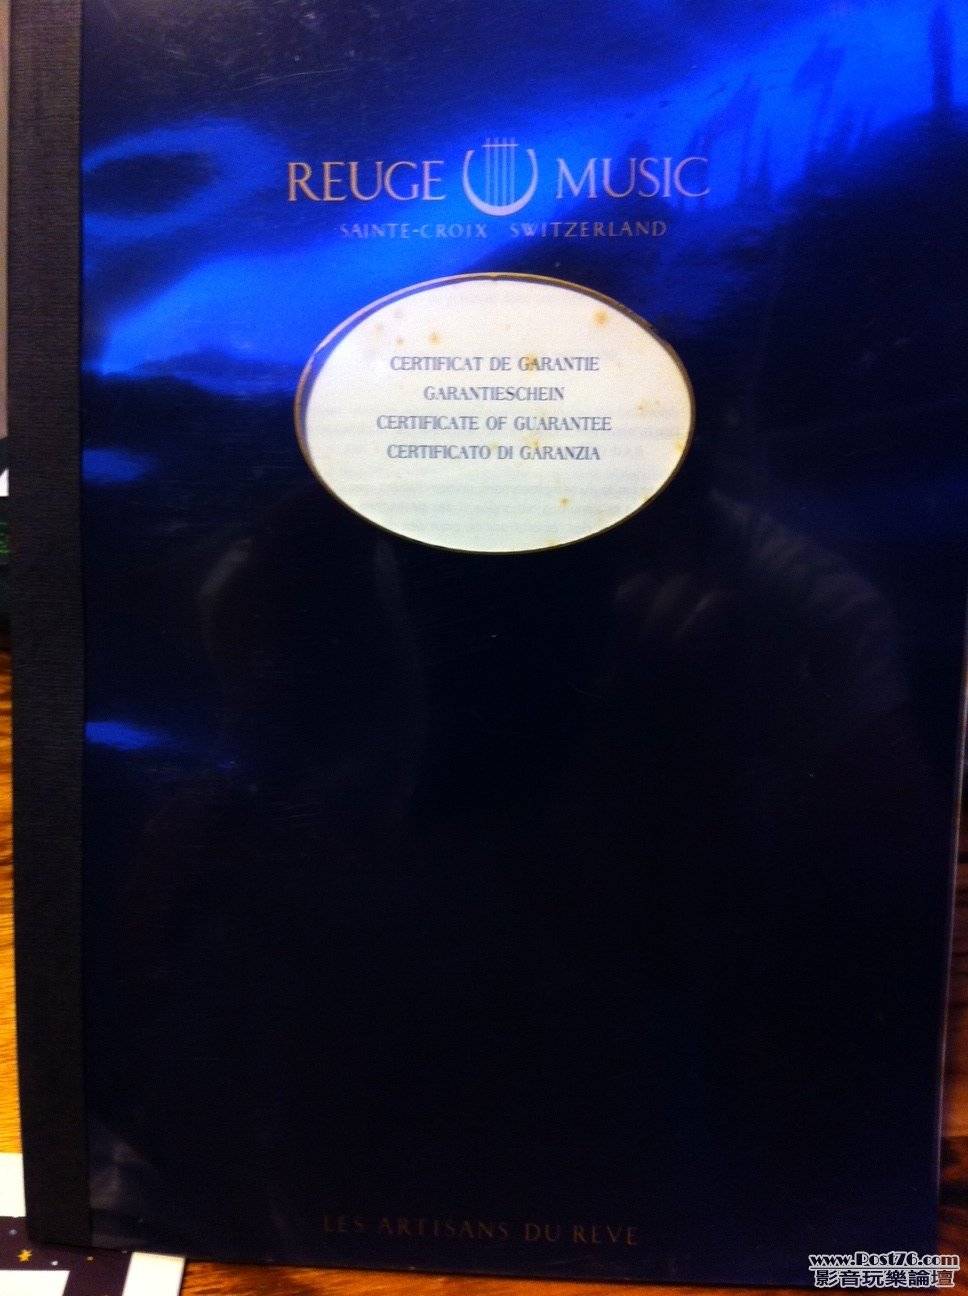 REUGE MUSIC
SAINTE-CROIX SWITZERLAND
CERTIFICAT DE GARANTIE
GARANTIESCHEIN
CERTIFICATE OF GUARANTEE
CERTIFICATO DI GARANZIA
LES ARTISANS DU REVE
www.Post76.com
影音玩樂論壇